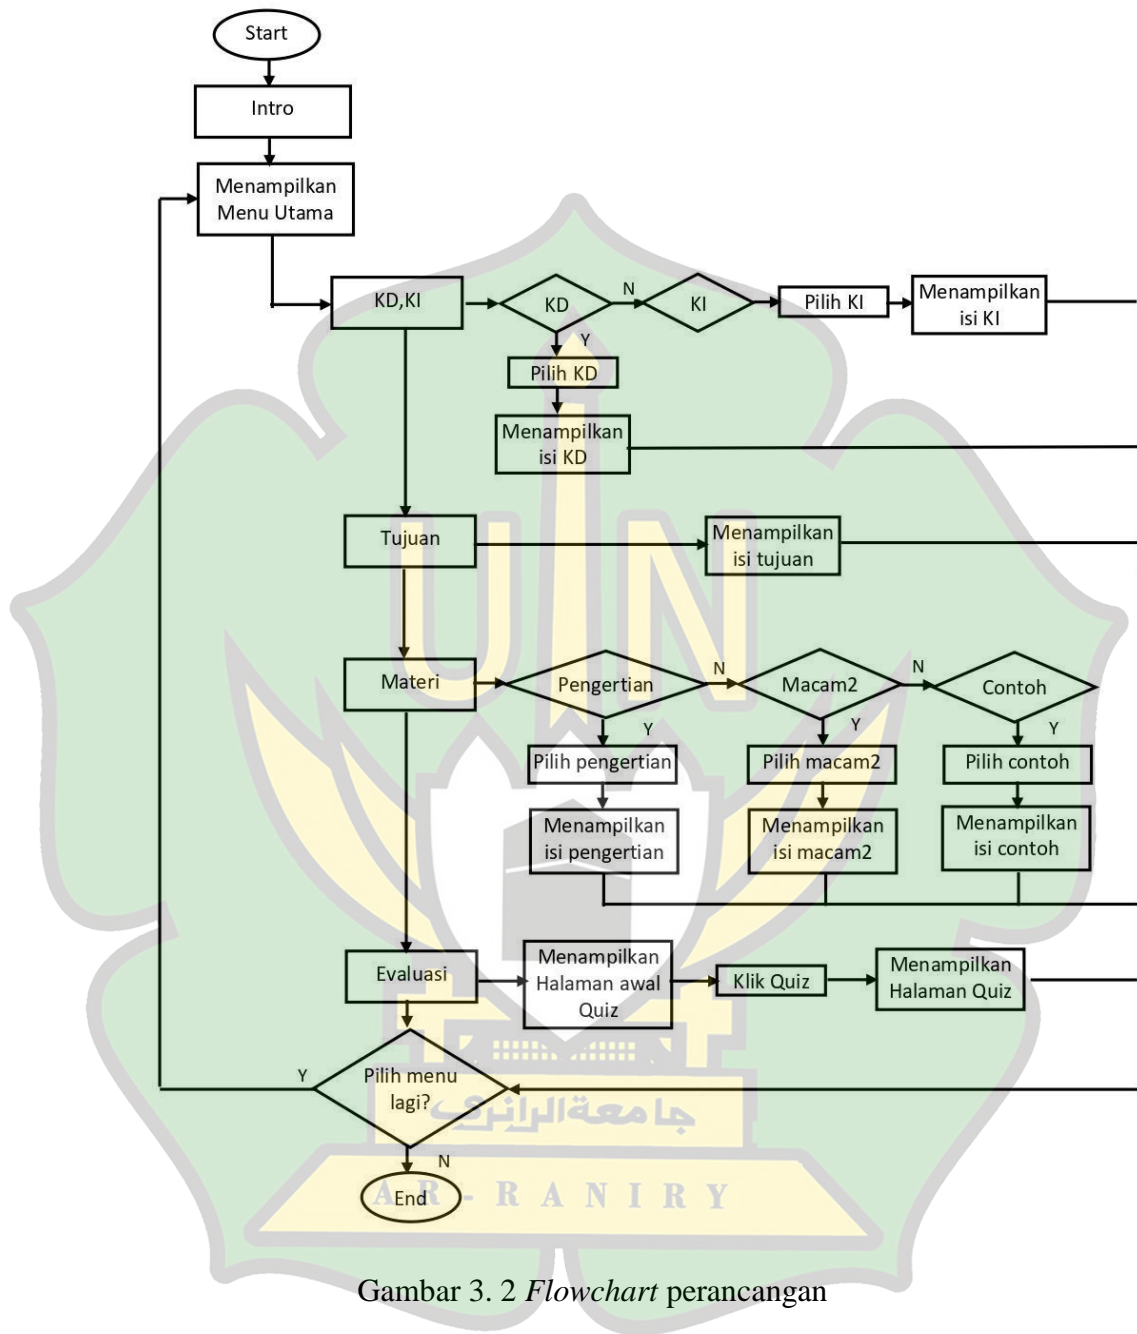 Start
Intro
Menampilkan
Menu Utama
KD,KI
KD
N
KI
Pilih KI
Menampilkan
isi KI
Y
Pilih KD
Menampilkan
isi KD
Tujuan
Menampilkan
isi tujuan
UIN
Materi
Pengertian
N
Macam2
N
Contoh
Y
Y
Y
Pilih pengertian
Pilih macam2
Pilih contoh
Menampilkan
isi pengertian
Menampilkan
isi macam2
Menampilkan
isi contoh
Evaluasi
Menampilkan
Halaman awal
Quiz
Klik Quiz
Menampilkan
Halaman Quiz
Y
Pilih menu
lagi?
جامعة الرانري
N
End
AR-RANIRY
Gambar 3. 2 Flowchart perancangan